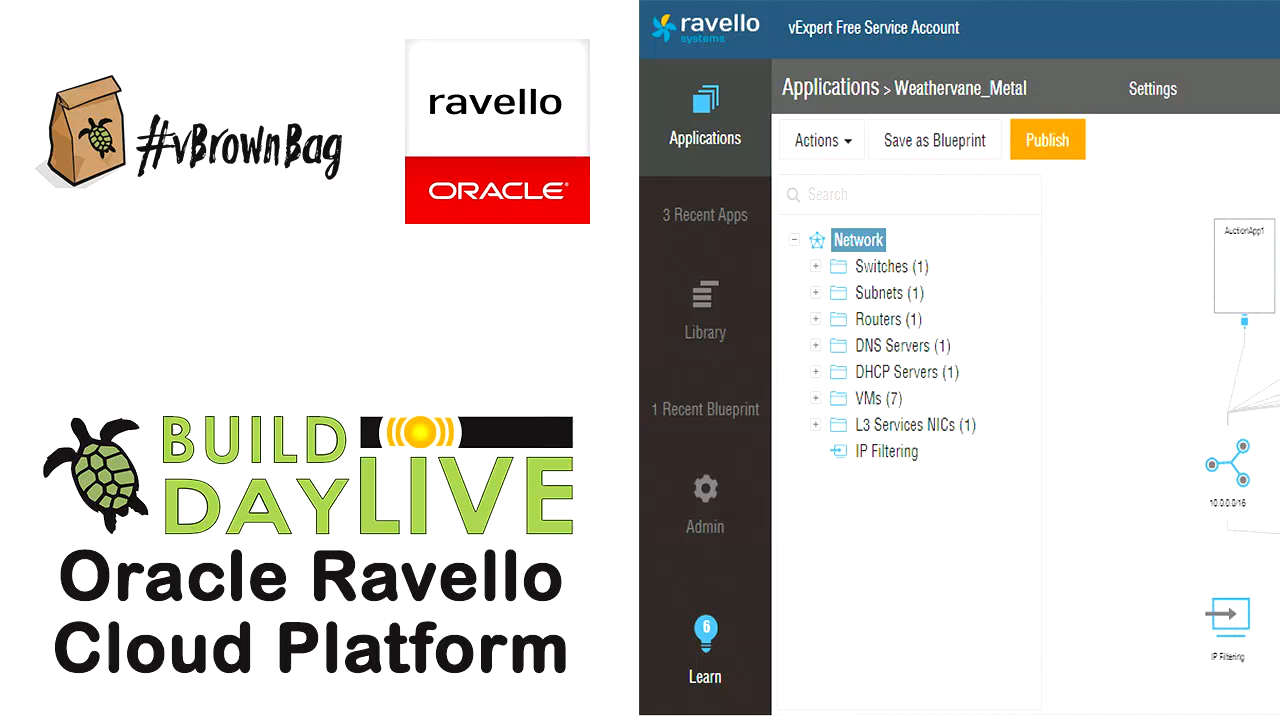 #vBrownBag
ravello
ORACLE®
BUILD
DAY LIVE
Oracle Ravello
Cloud Platform
ravello
systems
vExpert Free Service Account
Applications
3 Recent Apps
Library
1 Recent Blueprint
Admin
6
Learn
Applications > Weathervane_Metal
Settings
Actions
Save as Blueprint
Publish
Search
Network
Switches (1)
Subnets (1)
Routers (1)
DNS Servers (1)
DHCP Servers (1)
VMs (7)
L3 Services NICs (1)
IP Filtering
AuctionApp1
10.0.0.0/16
IP Filtering